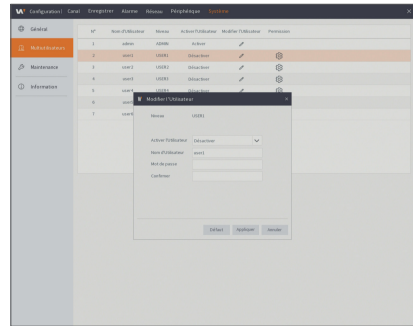 Configuration| Canal Enregistrer Alarme Réseau Périphérique Système
Général
Multiutilisateurs
Maintenance
Information
N° Nom d'Utilisateur Niveau Activer l'Utilisateur Modifier l'Utilisateur Permission
1 admin ADMIN Activer
2 user1 USER1 Désactiver
3 user2 USER2 Désactiver
4 user3 USER3 Désactiver
5 user4 USER4 Désactiver
6 user5
7 user6
Modifier l'Utilisateur
Niveau USER1
Activer l'Utilisateur Désactiver
Nom d'Utilisateur user1
Mot de passe
Confirmer
Défaut Appliquer Annuler